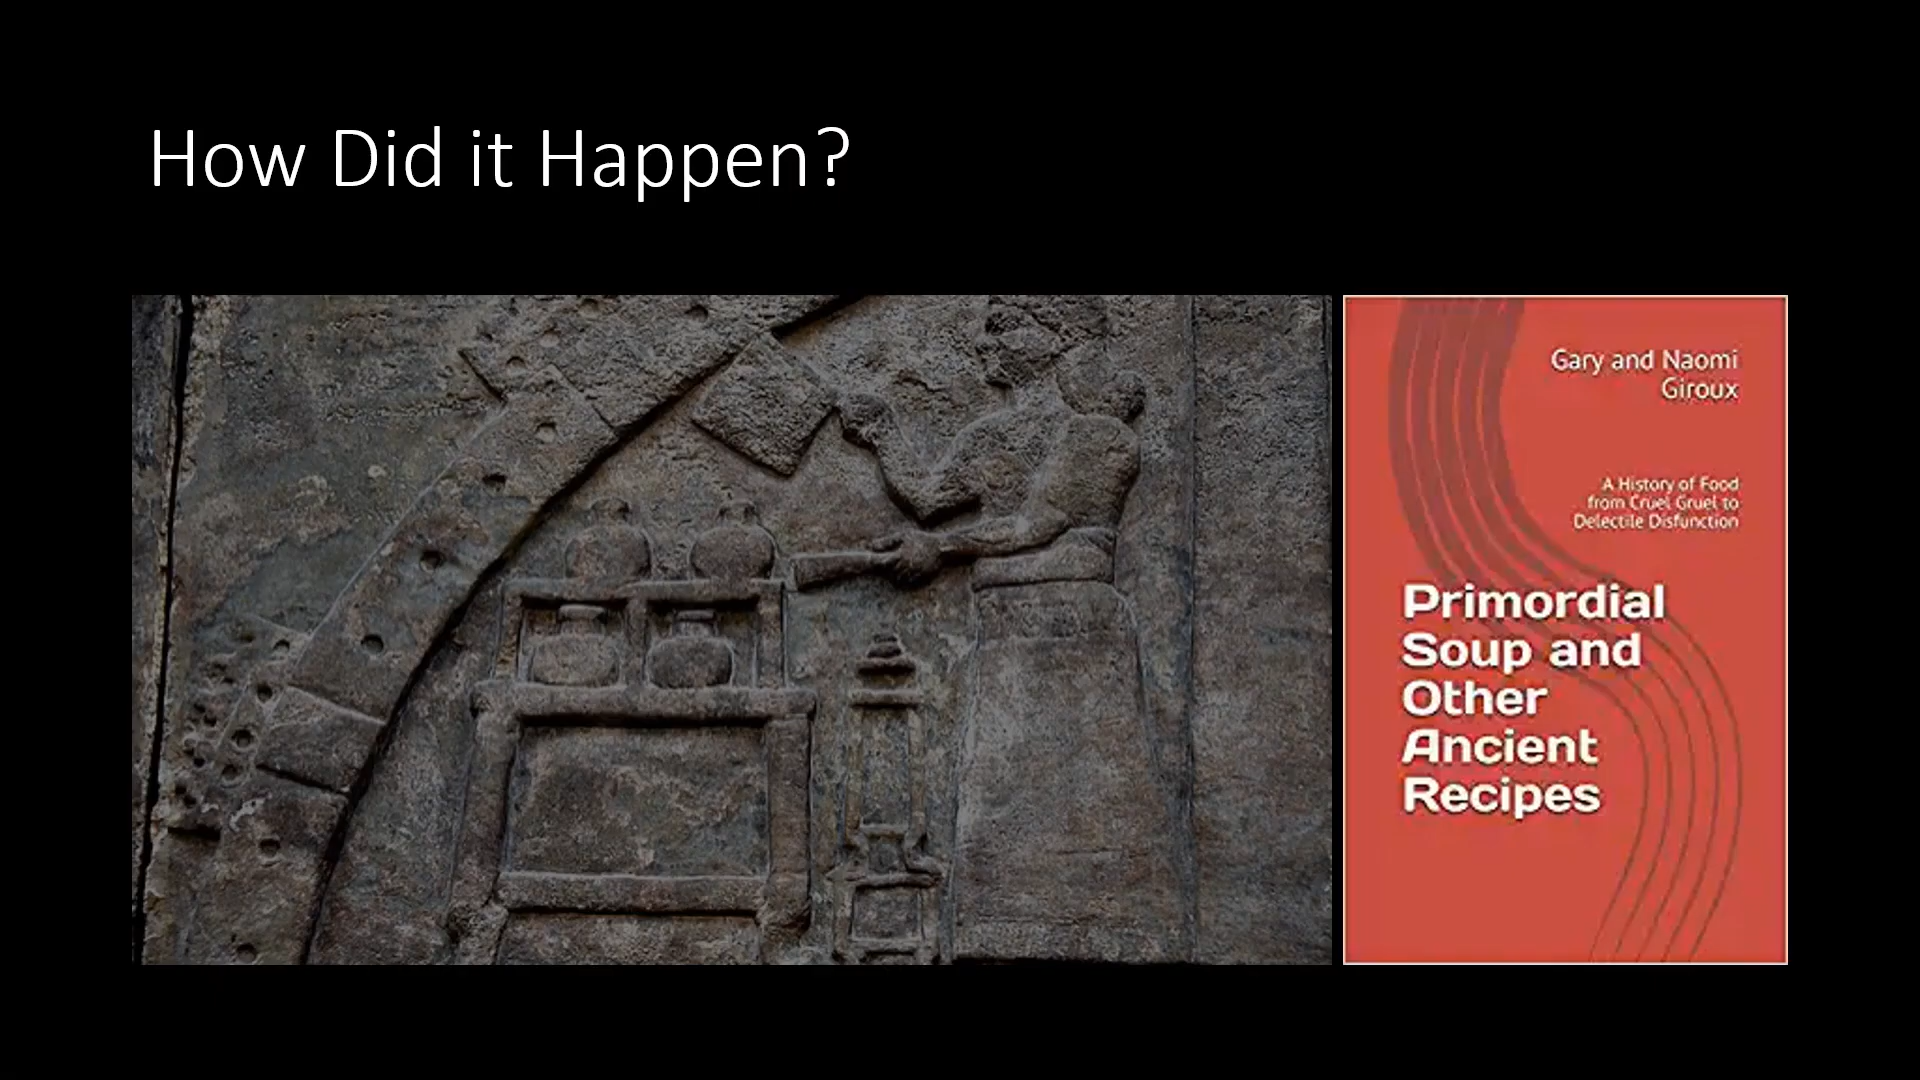 How Did it Happen?
Gary and Naomi
Giroux
A History of Food
from Cruel Gruel to
Delectile Disfunction
Primordial
Soup and
Other
Ancient
Recipes